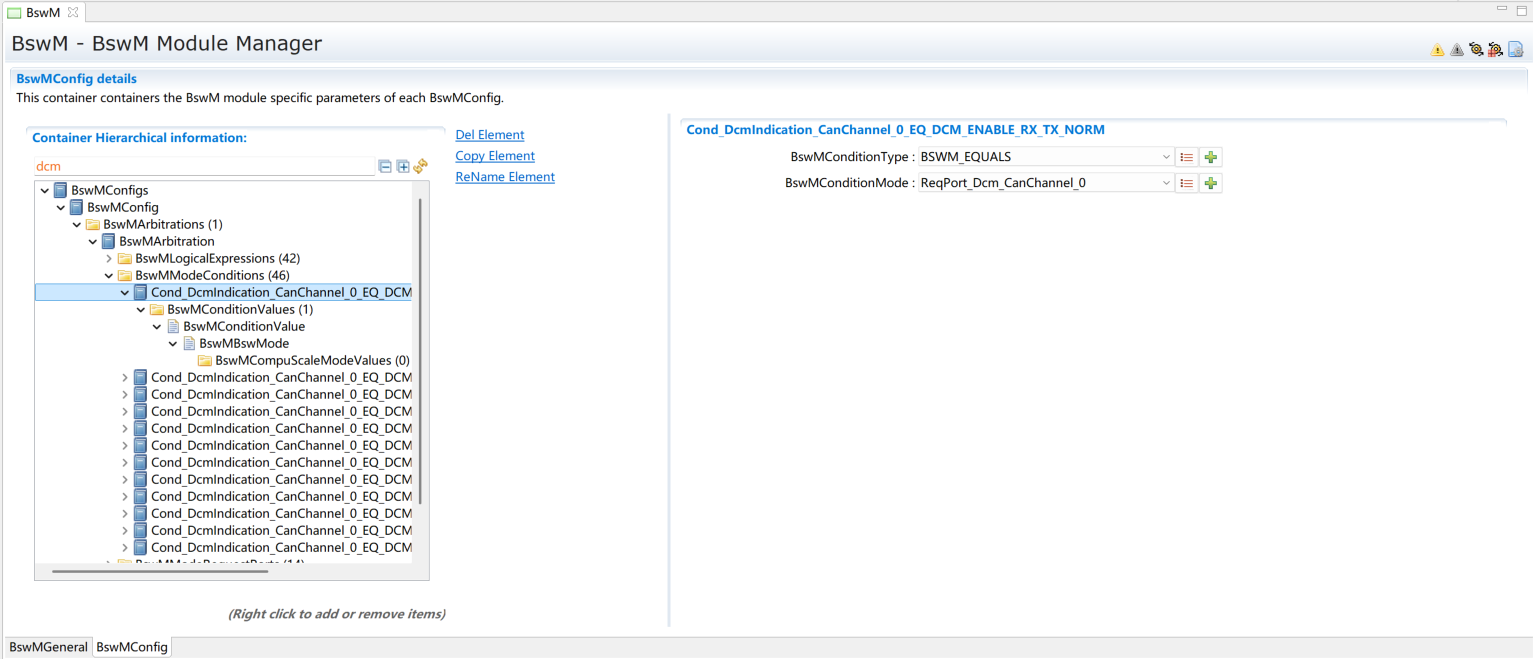 BswM
BswM - BswM Module Manager
BswMConfig details
This container containers the BswM module specific parameters of each BswMConfig.
Container Hierarchical information:
dcm
BswMConfigs
BswMConfig
BswMArbitrations (1)
BswMArbitration
BswMLogicalExpressions (42)
BswMModeConditions (46)
Cond_DcmIndication_CanChannel_0_EQ_DCM
BswMConditionValues (1)
BswMConditionValue
BswMBswMode
BswMCompuScaleModeValues (0)
Cond_DcmIndication_CanChannel_0_EQ_DCM
Cond_DcmIndication_CanChannel_0_EQ_DCM
Cond_DcmIndication_CanChannel_0_EQ_DCM
Cond_DcmIndication_CanChannel_0_EQ_DCM
Cond_DcmIndication_CanChannel_0_EQ_DCM
Cond_DcmIndication_CanChannel_0_EQ_DCM
Cond_DcmIndication_CanChannel_0_EQ_DCM
Cond_DcmIndication_CanChannel_0_EQ_DCM
Cond_DcmIndication_CanChannel_0_EQ_DCM
Cond_DcmIndication_CanChannel_0_EQ_DCM
Cond_DcmIndication_CanChannel_0_EQ_DCM
BswMModeRequestPorts (14)
(Right click to add or remove items)
Del Element
Copy Element
ReName Element
Cond_DcmIndication_CanChannel_0_EQ_DCM_ENABLE_RX_TX_NORM
BswMConditionType : BSWM_EQUALS
BswMConditionMode : ReqPort_Dcm_CanChannel_0
BswMGeneral BswMConfig